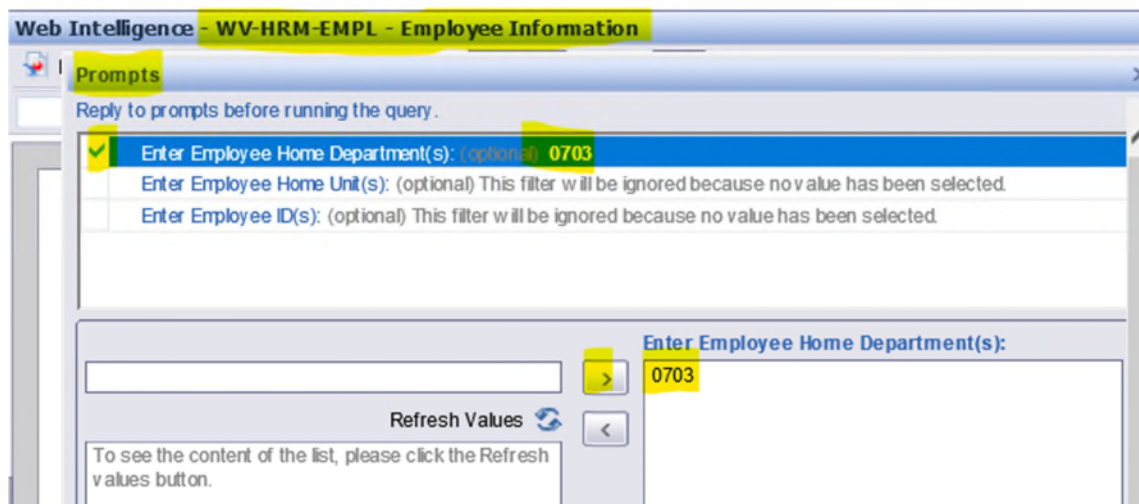 Web Intelligence - WV-HRM-EMPL - Employee Information
Prompts
Reply to prompts before running the query.
Enter Employee Home Department(s): (optional) 0703
Enter Employee Home Unit(s): (optional) This filter will be ignored because no value has been selected.
Enter Employee ID(s): (optional) This filter will be ignored because no value has been selected.
Enter Employee Home Department(s):
>
0703
Refresh Values
<
To see the content of the list, please click the Refresh
values button.